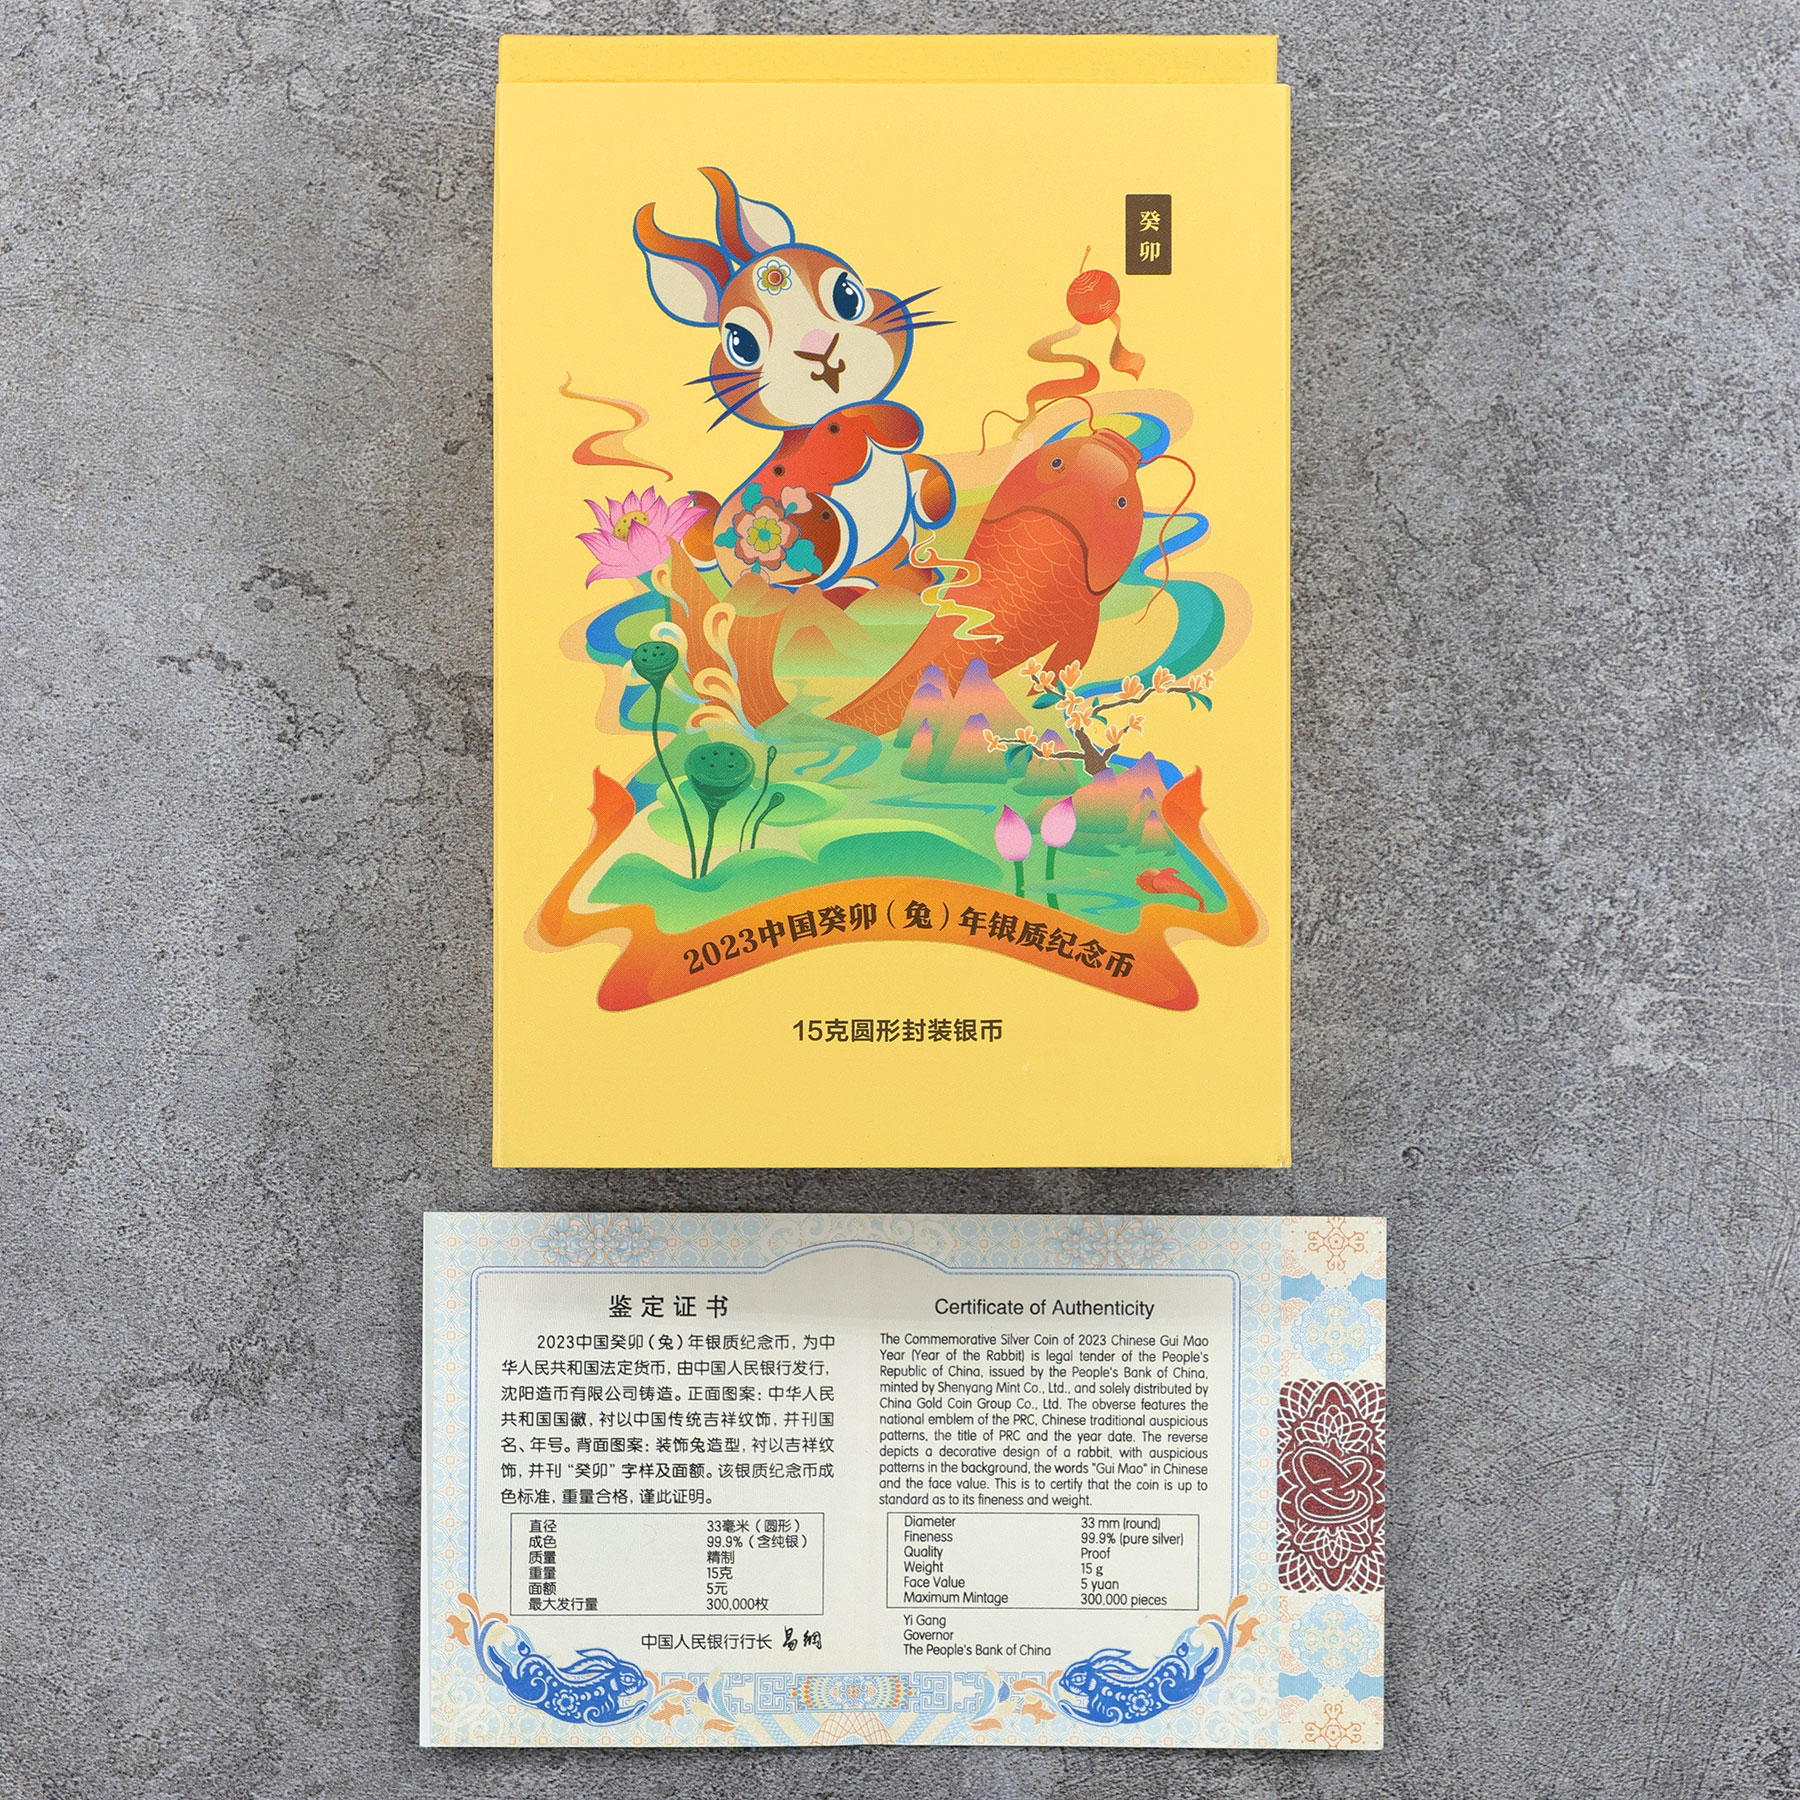 癸
卯
2023中国癸卯（兔）年银质纪念币
15克圆形封装银币
鉴定证书
2023中国癸卯（兔）年银质纪念币，为中
华人民共和国法定货币，由中国人民银行发行，
沈阳造币有限公司铸造。正面图案：中华人民
共和国国徽，衬以中国传统吉祥纹饰，并刊国
名、年号。背面图案：装饰兔造型，衬以吉祥纹
饰，并刊“癸卯”字样及面额。该银质纪念币成
色标准，重量合格，谨此证明。
直径 33毫米（圆形）
成色 99.9%（含纯银）
质量 精制
重量 15克
面额 5元
最大发行量 300,000枚
中国人民银行行长 易纲
Certificate of Authenticity
The Commemorative Silver Coin of 2023 Chinese Gui Mao
Year (Year of the Rabbit) is legal tender of the People's
Republic of China, issued by the People's Bank of China,
minted by Shenyang Mint Co., Ltd., and solely distributed by
China Gold Coin Group Co., Ltd. The obverse features the
national emblem of the PRC, Chinese traditional auspicious
patterns, the title of PRC and the year date. The reverse
depicts a decorative design of a rabbit, with auspicious
patterns in the background, the words "Gui Mao" in Chinese
and the face value. This is to certify that the coin is up to
standard as to its fineness and weight.
Diameter 33 mm (round)
Fineness 99.9% (pure silver)
Quality Proof
Weight 15 g
Face Value 5 yuan
Maximum Mintage 300,000 pieces
Yi Gang
Governor
The People's Bank of China